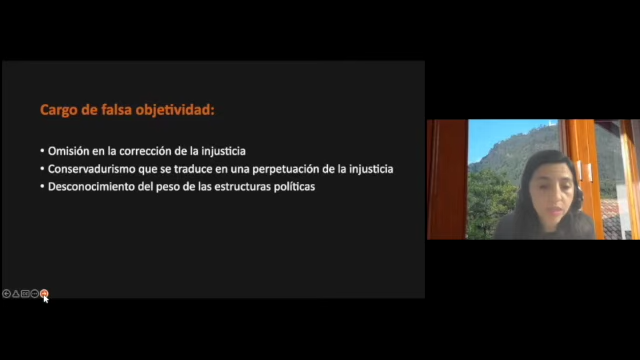 Cargo de falsa objetividad:
• Omisión en la corrección de la injusticia
• Conservadurismo que se traduce en una perpetuación de la injusticia
• Desconocimiento del peso de las estructuras políticas